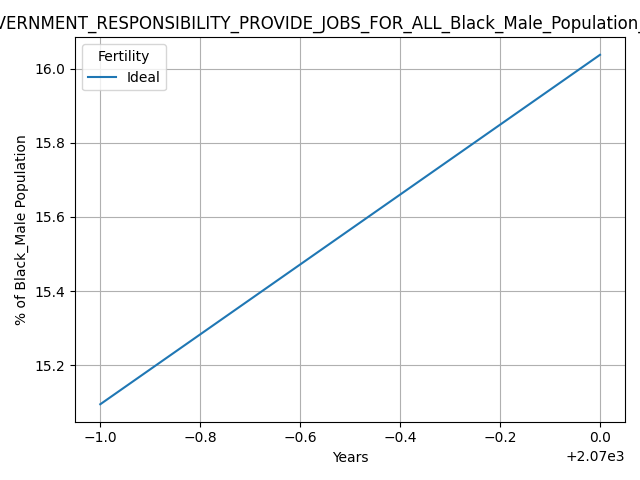 VERNMENT_RESPONSIBILITY_PROVIDE_JOBS_FOR_ALL_Black_Male_Population_
Fertility
Ideal
16.0
15.8
15.6
15.4
15.2
% of Black_Male Population
−1.0 −0.8 −0.6 −0.4 −0.2 0.0
+2.07e3
Years